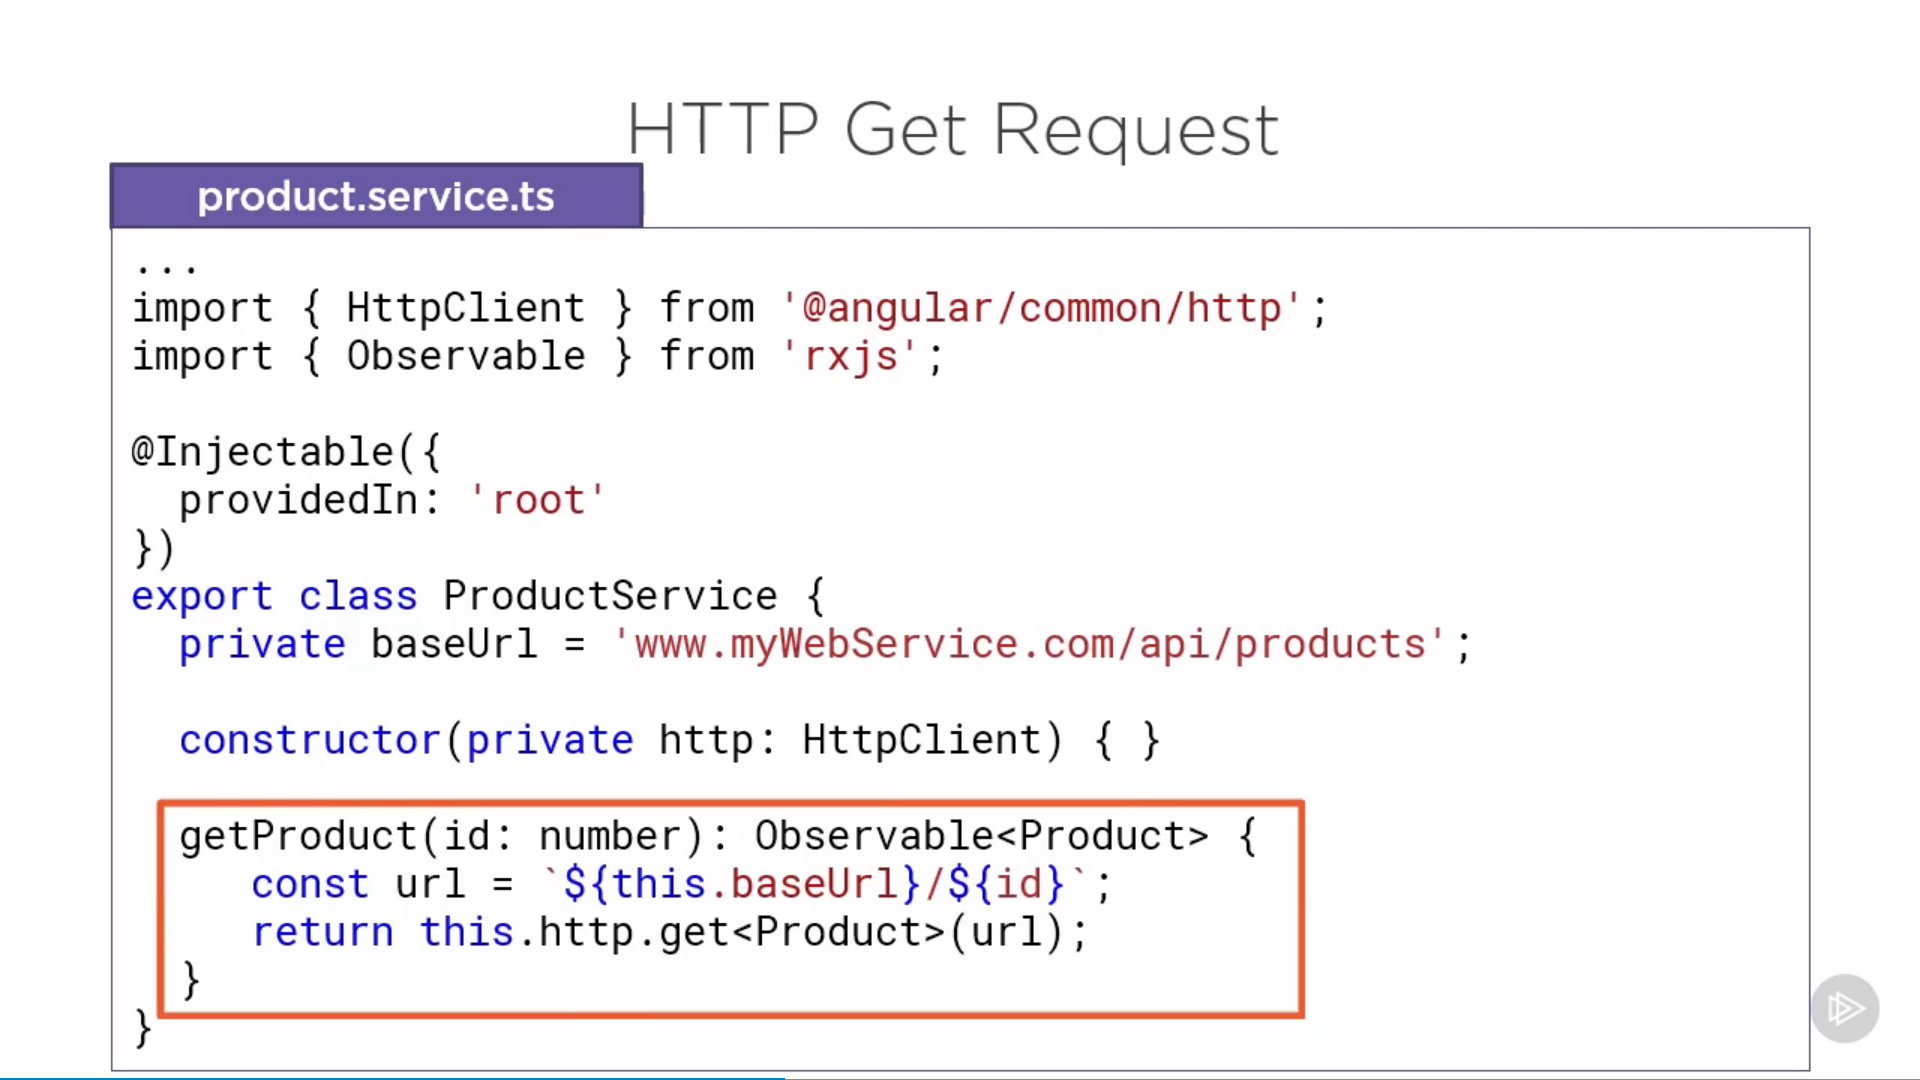 HTTP Get Request
product.service.ts
...
import { HttpClient } from '@angular/common/http';
import { Observable } from 'rxjs';
@Injectable({
  providedIn: 'root'
})
export class ProductService {
  private baseUrl = 'www.myWebService.com/api/products';
  constructor(private http: HttpClient) { }
  getProduct(id: number): Observable<Product> {
     const url = `${this.baseUrl}/${id}`;
     return this.http.get<Product>(url);
  }
}